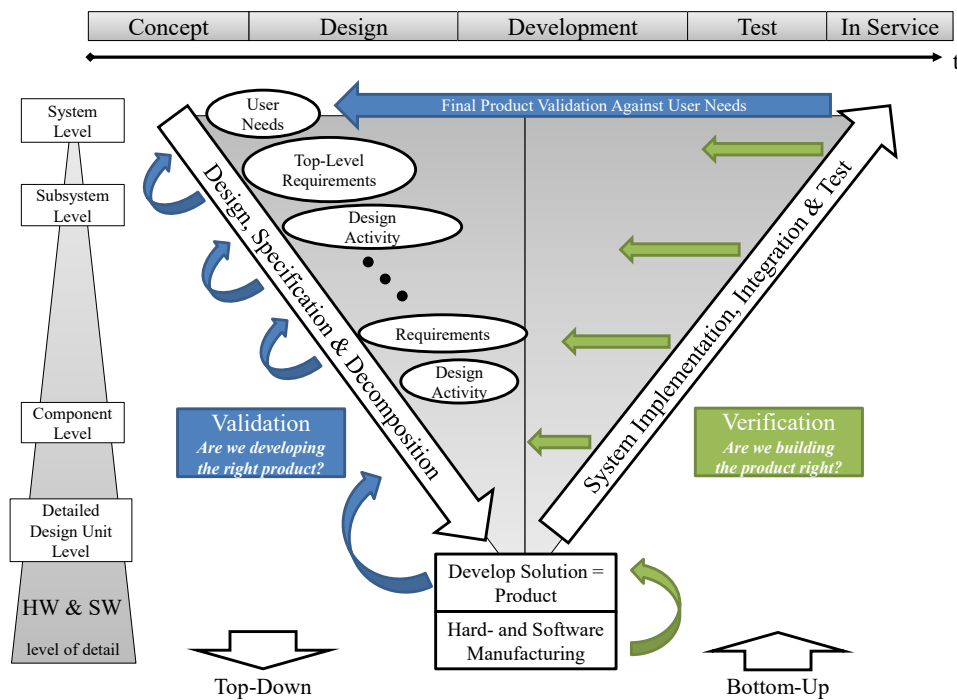 Concept
Design
Development
Test
In Service
t
System
Level
User
Needs
Final Product Validation Against User Needs
Top-Level
Requirements
Subsystem
Level
Design
Activity
Design, Specification & Decomposition
System Implementation, Integration & Test
Requirements
Design
Activity
Component
Level
Validation
Are we developing
the right product?
Verification
Are we building
the product right?
Detailed
Design Unit
Level
Develop Solution =
Product
HW & SW
Hard- and Software
Manufacturing
level of detail
Top-Down
Bottom-Up